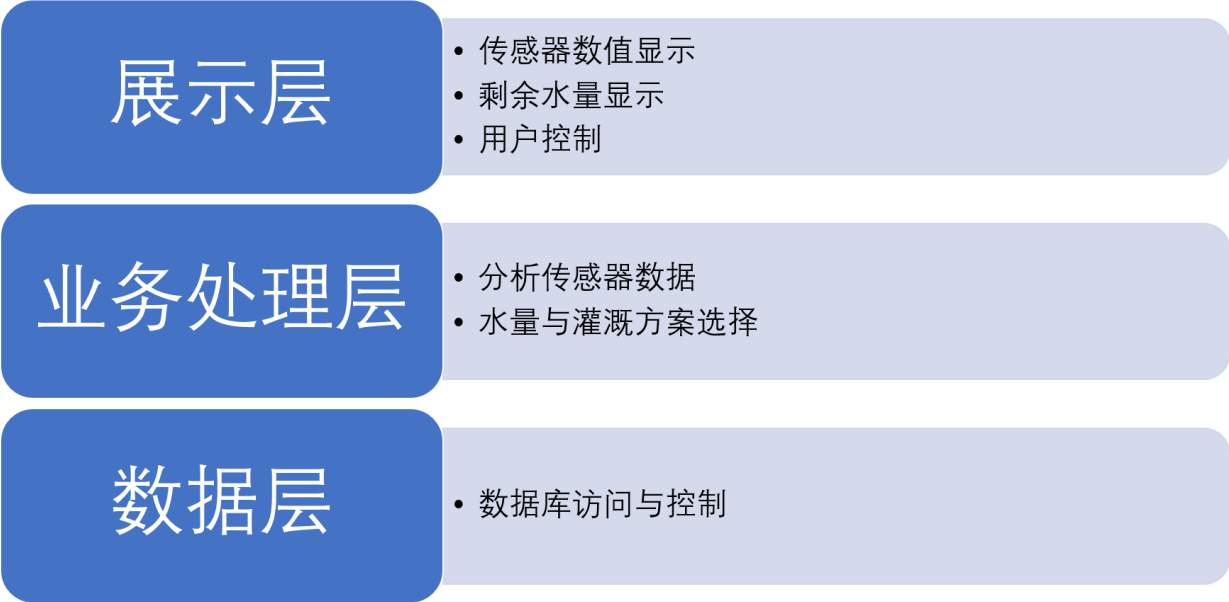 展示层
• 传感器数值显示
• 剩余水量显示
• 用户控制
业务处理层
• 分析传感器数据
• 水量与灌溉方案选择
数据层
• 数据库访问与控制